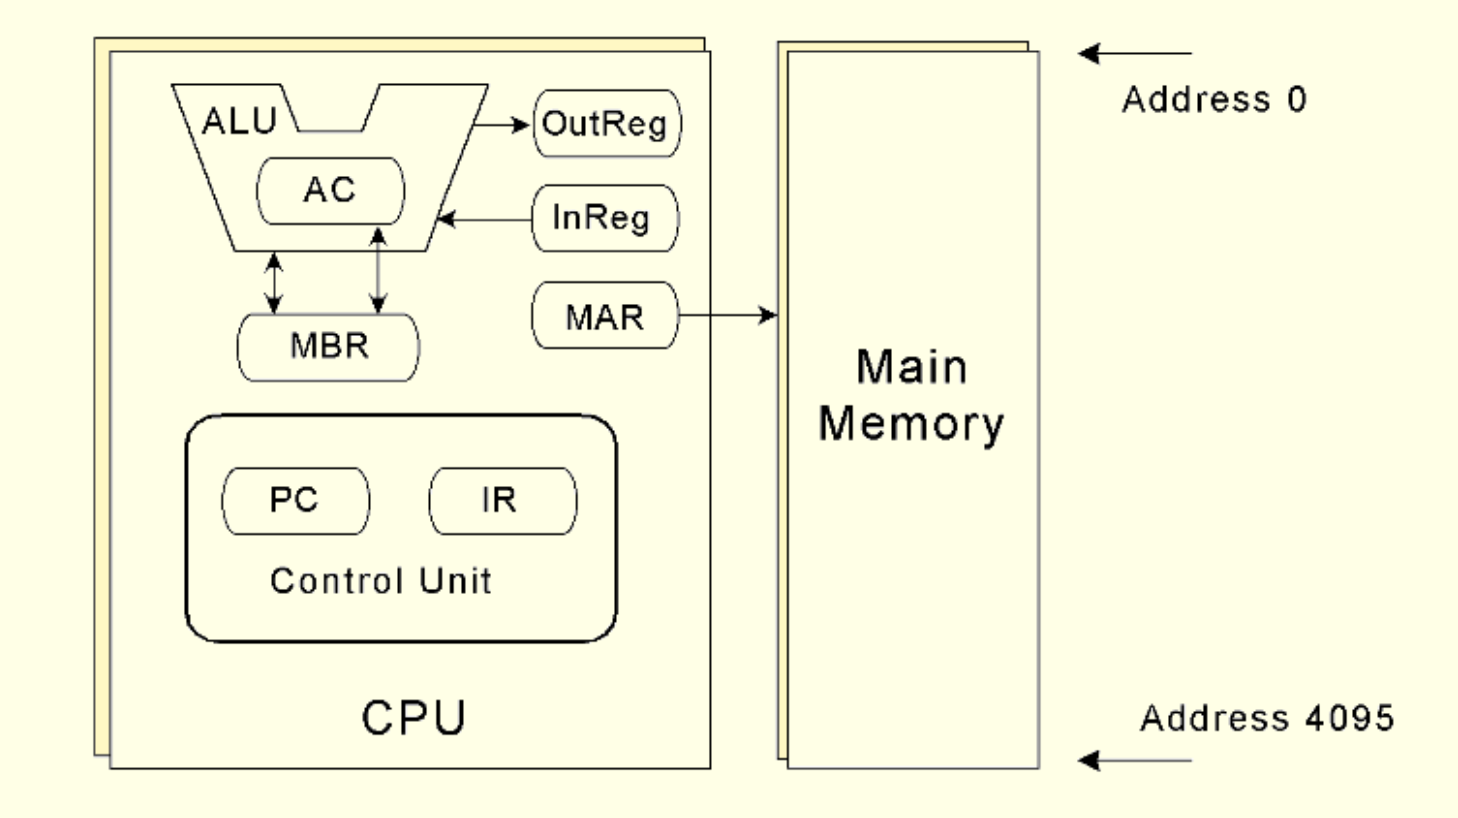 ALU
OutReg
AC
InReg
MBR
MAR
PC
IR
Control Unit
CPU
Main
Memory
Address 0
Address 4095